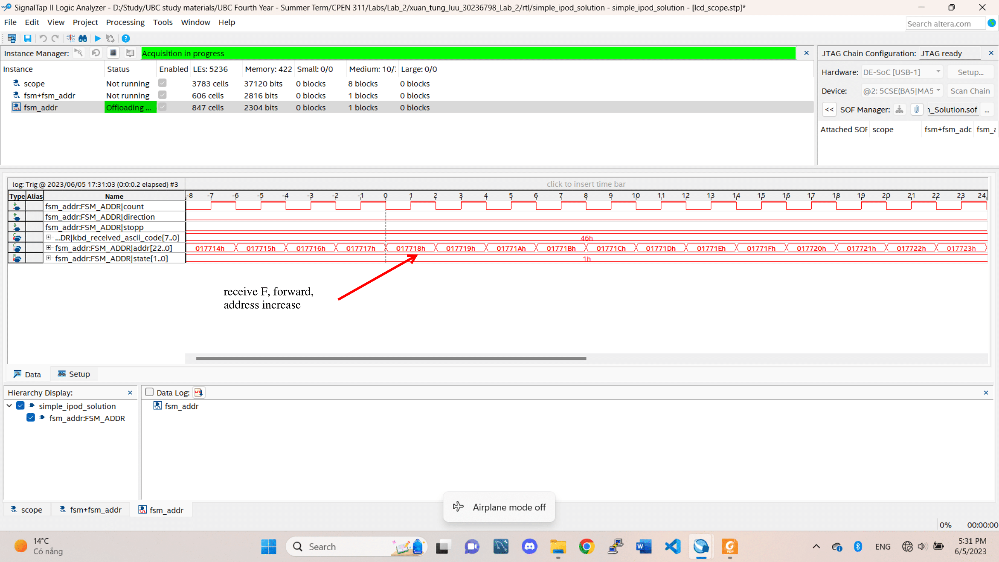 SignalTap II Logic Analyzer - D:/Study/UBC study materials/UBC Fourth Year - Summer Term/CPEN 311/Labs/Lab_2/xuan_tung_luu_30236798_Lab_2/rtl/simple_ipod_solution - simple_ipod_solution - [lcd_scope.stp]*
File Edit View Project Processing Tools Window Help
Search altera.com
Instance Manager: Acquisition in progress
JTAG Chain Configuration: JTAG ready
Instance Status Enabled LEs: 5236 Memory: 422 Small: 0/0 Medium: 10/ Large: 0/0
scope Not running 3783 cells 37120 bits 0 blocks 8 blocks 0 blocks
fsm+fsm_addr Not running 606 cells 2816 bits 0 blocks 1 blocks 0 blocks
fsm_addr Offloading ... 847 cells 2304 bits 0 blocks 1 blocks 0 blocks
Hardware: DE-SoC [USB-1] Setup...
Device: @2: 5CSE(BA5|MA5 Scan Chain
<< SOF Manager: _Solution.sof ...
Attached SOF scope fsm+fsm_adc fsm_a
log: Trig @ 2023/06/05 17:31:03 (0:0:0.2 elapsed) #3 click to insert time bar
Type Alias Name -8 -7 -6 -5 -4 -3 -2 -1 0 1 2 3 4 5 6 7 8 9 10 11 12 13 14 15 16 17 18 19 20 21 22 23 24
fsm_addr:FSM_ADDR|count
fsm_addr:FSM_ADDR|direction
fsm_addr:FSM_ADDR|stopp
...DR|kbd_received_ascii_code[7..0] 46h
fsm_addr:FSM_ADDR|addr[22..0] 017714h 017715h 017716h 017717h 017718h 017719h 01771Ah 01771Bh 01771Ch 01771Dh 01771Eh 01771Fh 017720h 017721h 017722h 017723h
fsm_addr:FSM_ADDR|state[1..0] 1h
receive F, forward,
address increase
Data Setup
Hierarchy Display:
simple_ipod_solution
fsm_addr:FSM_ADDR
Data Log:
fsm_addr
scope fsm+fsm_addr fsm_addr
Airplane mode off
0% 00:00:00
14°C
Có nắng
Search
ENG
5:31 PM
6/5/2023